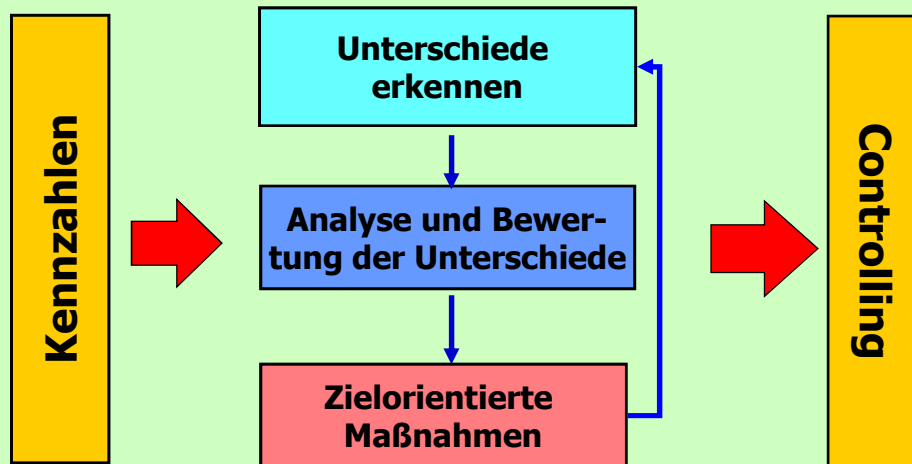 Kennzahlen
Unterschiede
erkennen
Analyse und Bewer-
tung der Unterschiede
Zielorientierte
Maßnahmen
Controlling